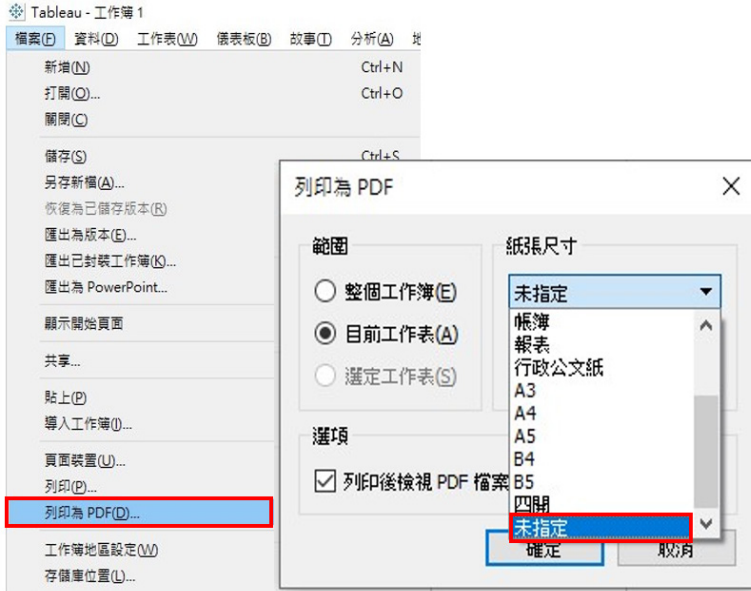 Tableau - 工作簿 1
檔案(F) 資料(D) 工作表(W) 儀表板(B) 故事(T) 分析(A)
新增(N) Ctrl+N
打開(O)... Ctrl+O
關閉(C)
儲存(S) Ctrl+S
另存新檔(A)...
恢復為已儲存版本(R)
匯出為版本(E)...
匯出已封裝工作簿(K)...
匯出為 PowerPoint...
顯示開始頁面
共享...
貼上(P)
導入工作簿(I)...
頁面裝置(U)...
列印(P)...
列印為 PDF(D)...
工作簿地區設定(W)
存儲庫位置(L)...
列印為 PDF
範圍
整個工作簿(E)
目前工作表(A)
選定工作表(S)
紙張尺寸
未指定
帳簿
報表
行政公文紙
A3
A4
A5
B4
B5
四開
未指定
選項
列印後檢視 PDF 檔案
確定 取消